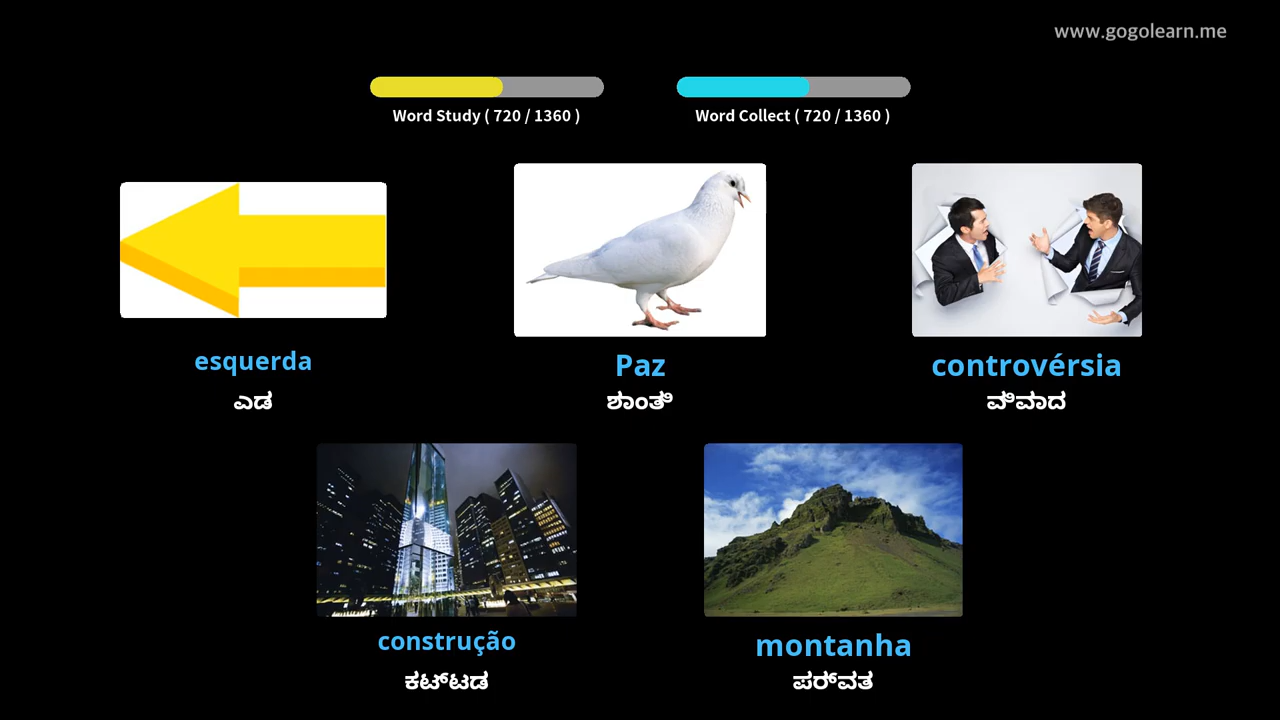 www.gogolearn.me
Word Study ( 720 / 1360 )
Word Collect ( 720 / 1360 )
esquerda
ಎಡ
Paz
ಶಾಂತಿ
controvérsia
ವಿವಾದ
construção
ಕಟ್ಟಡ
montanha
ಪರ್ವತ